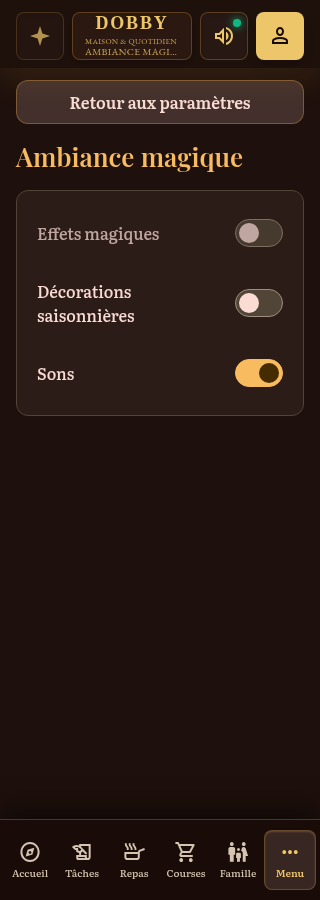 DOBBY
MAISON & QUOTIDIEN
AMBIANCE MAGI...
Retour aux paramètres
Ambiance magique
Effets magiques
Décorations
saisonnières
Sons
Accueil
Tâches
Repas
Courses
Famille
Menu